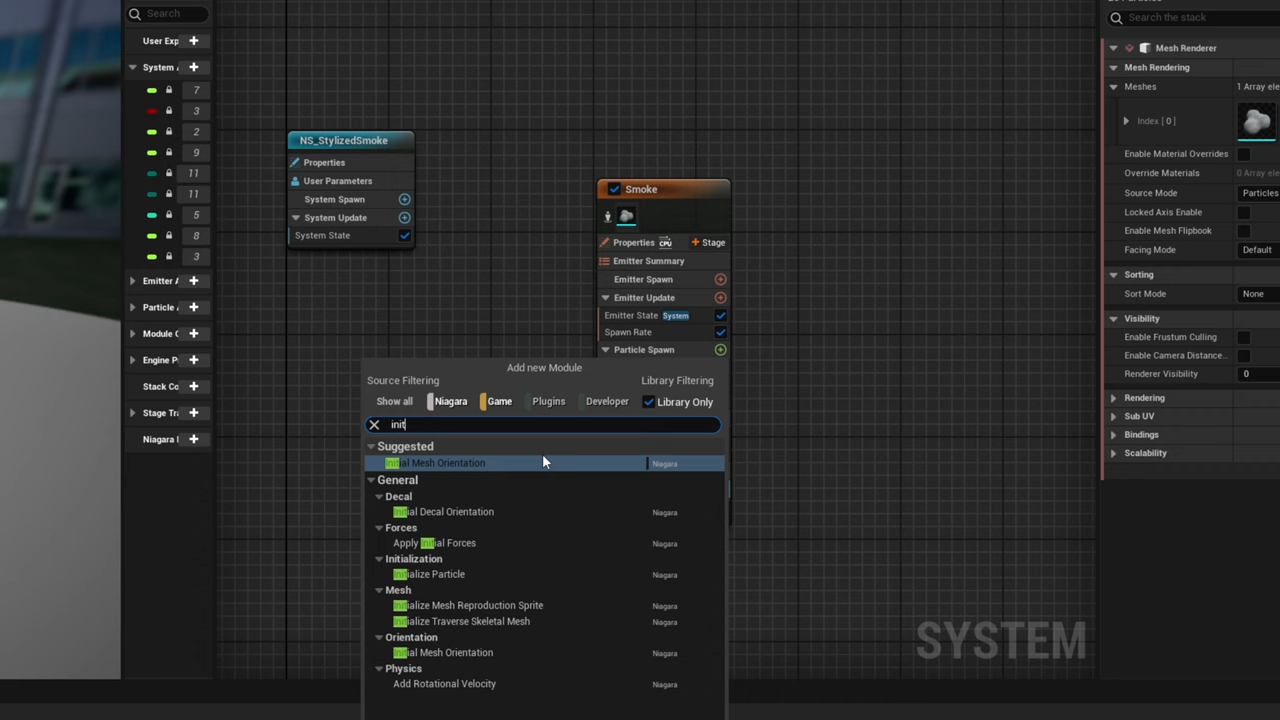 Search
User Exp
System A
7
3
2
9
11
11
5
8
3
Emitter A
Particle A
Module C
Engine P
Stack Co
Stage Tra
Niagara
NS_StylizedSmoke
Properties
User Parameters
System Spawn
System Update
System State
Smoke
Properties CPU + Stage
Emitter Summary
Emitter Spawn
Emitter Update
Emitter State System
Spawn Rate
Particle Spawn
Add new Module
Source Filtering Library Filtering
Show all Niagara Game Plugins Developer Library Only
init
Suggested
Initial Mesh Orientation Niagara
General
Decal
Initial Decal Orientation Niagara
Forces
Apply Initial Forces Niagara
Initialization
Initialize Particle Niagara
Mesh
Initialize Mesh Reproduction Sprite Niagara
Initialize Traverse Skeletal Mesh Niagara
Orientation
Initial Mesh Orientation Niagara
Physics
Add Rotational Velocity Niagara
SYSTEM
Search the stack
Mesh Renderer
Mesh Rendering
Meshes 1 Array ele
Index [ 0 ]
Enable Material Overrides
Override Materials 0 Array elem
Source Mode Particles
Locked Axis Enable
Enable Mesh Flipbook
Facing Mode Default
Sorting
Sort Mode None
Visibility
Enable Frustum Culling
Enable Camera Distance...
Renderer Visibility 0
Rendering
Sub UV
Bindings
Scalability